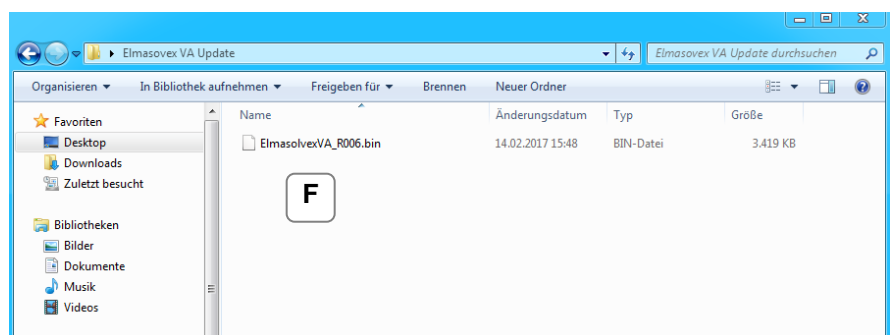 Elmasovex VA Update
Elmasovex VA Update durchsuchen
Organisieren In Bibliothek aufnehmen Freigeben für Brennen Neuer Ordner
Favoriten
Desktop
Downloads
Zuletzt besucht
Bibliotheken
Bilder
Dokumente
Musik
Videos
Name Änderungsdatum Typ Größe
ElmasolvexVA_R006.bin 14.02.2017 15:48 BIN-Datei 3.419 KB
F